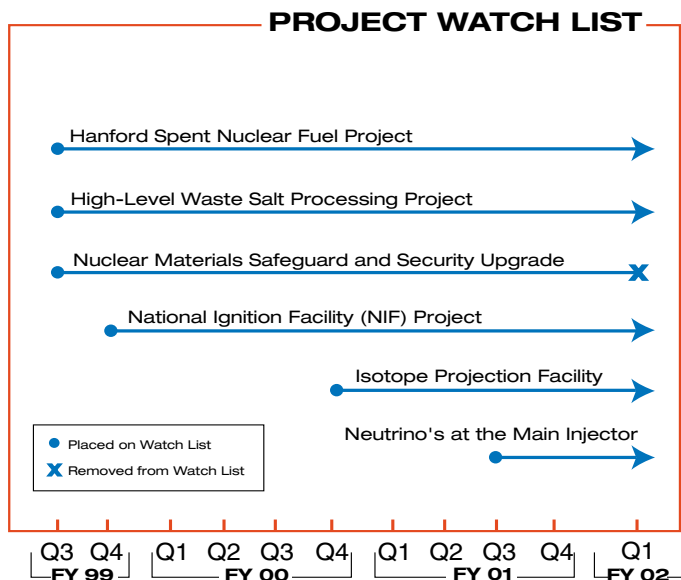 PROJECT WATCH LIST
Hanford Spent Nuclear Fuel Project
High-Level Waste Salt Processing Project
Nuclear Materials Safeguard and Security Upgrade
National Ignition Facility (NIF) Project
Isotope Projection Facility
Neutrino's at the Main Injector
Placed on Watch List
Removed from Watch List
Q3 Q4 Q1 Q2 Q3 Q4 Q1 Q2 Q3 Q4 Q1
FY 99 FY 00 FY 01 FY 02